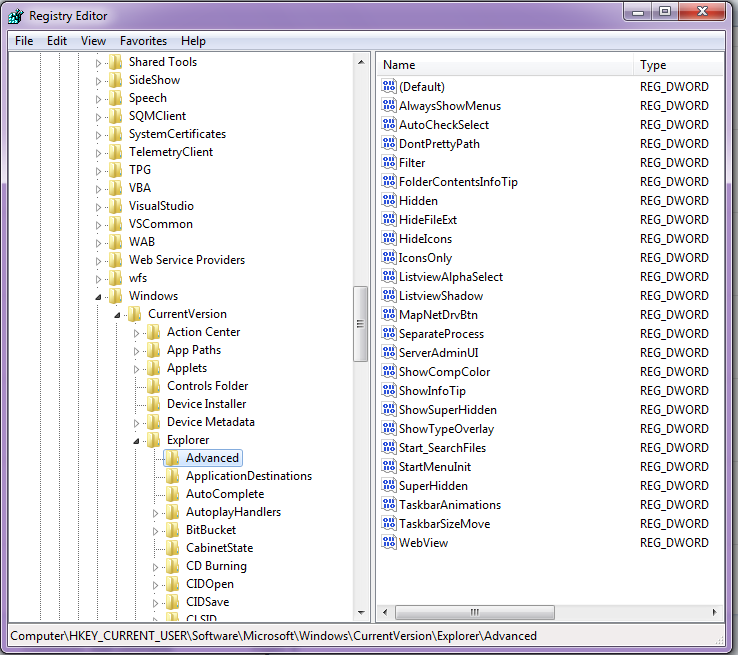 Registry Editor
File Edit View Favorites Help
Shared Tools
SideShow
Speech
SQMClient
SystemCertificates
TelemetryClient
TPG
VBA
VisualStudio
VSCommon
WAB
Web Service Providers
wfs
Windows
CurrentVersion
Action Center
App Paths
Applets
Controls Folder
Device Installer
Device Metadata
Explorer
Advanced
ApplicationDestinations
AutoComplete
AutoplayHandlers
BitBucket
CabinetState
CD Burning
CIDOpen
CIDSave
CLSID
Name Type
(Default) REG_DWORD
AlwaysShowMenus REG_DWORD
AutoCheckSelect REG_DWORD
DontPrettyPath REG_DWORD
Filter REG_DWORD
FolderContentsInfoTip REG_DWORD
Hidden REG_DWORD
HideFileExt REG_DWORD
HideIcons REG_DWORD
IconsOnly REG_DWORD
ListviewAlphaSelect REG_DWORD
ListviewShadow REG_DWORD
MapNetDrvBtn REG_DWORD
SeparateProcess REG_DWORD
ServerAdminUI REG_DWORD
ShowCompColor REG_DWORD
ShowInfoTip REG_DWORD
ShowSuperHidden REG_DWORD
ShowTypeOverlay REG_DWORD
Start_SearchFiles REG_DWORD
StartMenuInit REG_DWORD
SuperHidden REG_DWORD
TaskbarAnimations REG_DWORD
TaskbarSizeMove REG_DWORD
WebView REG_DWORD
Computer\HKEY_CURRENT_USER\Software\Microsoft\Windows\CurrentVersion\Explorer\Advanced